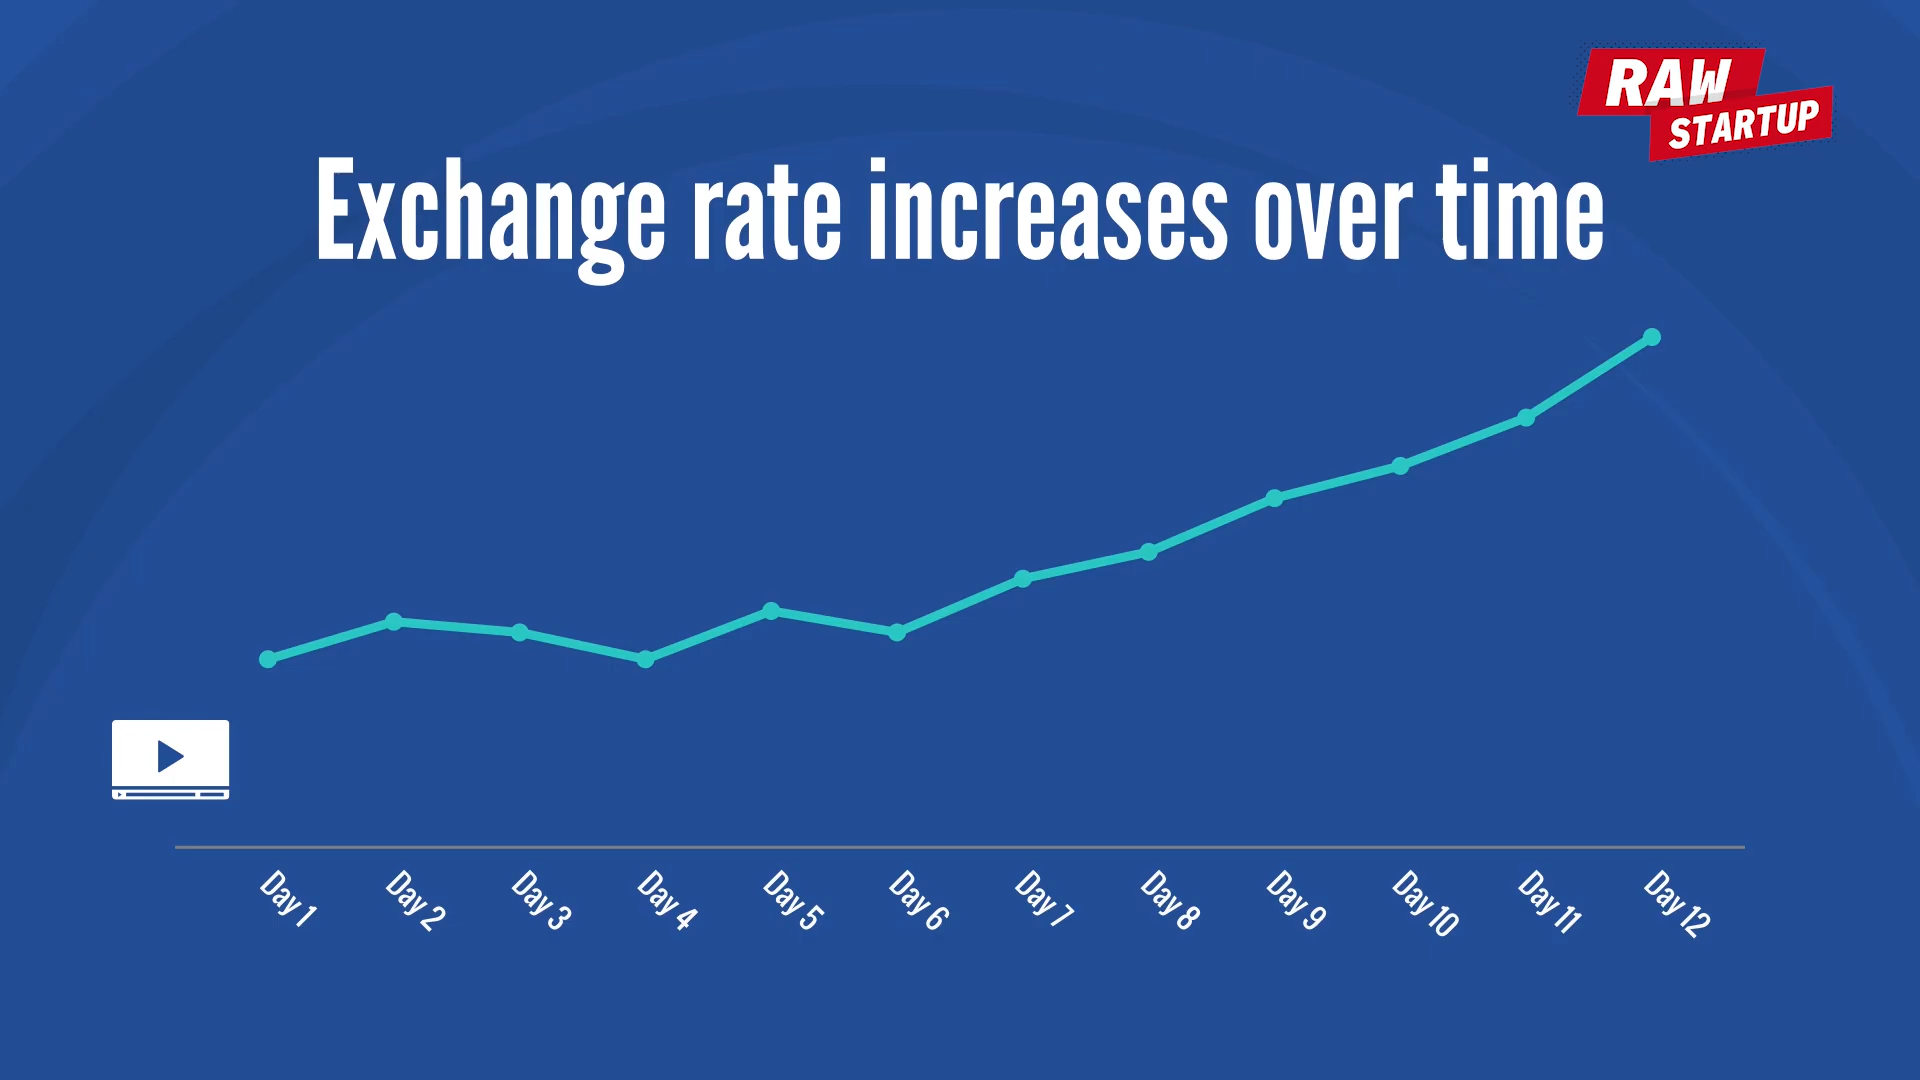 RAW
STARTUP
Exchange rate increases over time
Day 1
Day 2
Day 3
Day 4
Day 5
Day 6
Day 7
Day 8
Day 9
Day 10
Day 11
Day 12